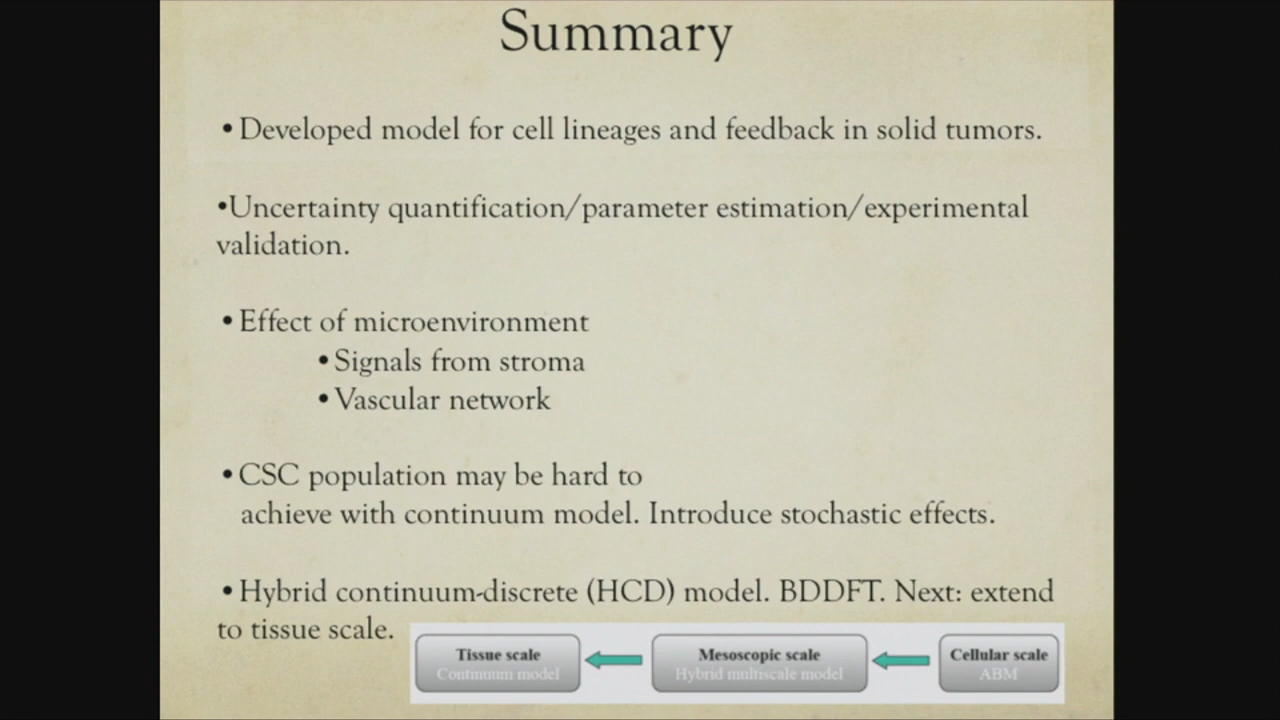 Summary
•Developed model for cell lineages and feedback in solid tumors.
•Uncertainty quantification/parameter estimation/experimental
validation.
•Effect of microenvironment
•Signals from stroma
•Vascular network
•CSC population may be hard to
achieve with continuum model. Introduce stochastic effects.
•Hybrid continuum-discrete (HCD) model. BDDFT. Next: extend
to tissue scale.
Tissue scale
Continuum model
Mesoscopic scale
Hybrid multiscale model
Cellular scale
ABM